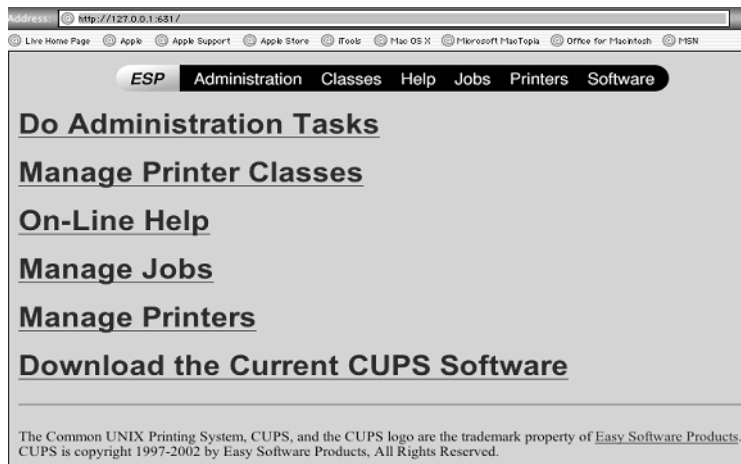 Address: http://127.0.0.1:631/
Live Home Page Apple Apple Support Apple Store iTools Mac OS X Microsoft MacTopia Office for Macintosh MSN
ESP Administration Classes Help Jobs Printers Software
Do Administration Tasks
Manage Printer Classes
On-Line Help
Manage Jobs
Manage Printers
Download the Current CUPS Software
The Common UNIX Printing System, CUPS, and the CUPS logo are the trademark property of Easy Software Products.
CUPS is copyright 1997-2002 by Easy Software Products, All Rights Reserved.